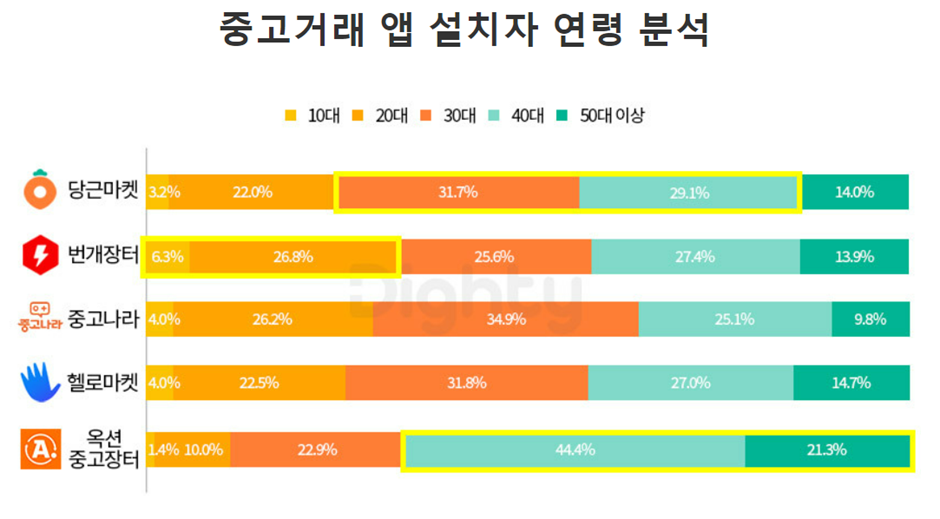 중고거래 앱 설치자 연령 분석
10대 20대 30대 40대 50대 이상
당근마켓 3.2% 22.0% 31.7% 29.1% 14.0%
번개장터 6.3% 26.8% 25.6% 27.4% 13.9%
Dighty
중고나라 중고나라 4.0% 26.2% 34.9% 25.1% 9.8%
헬로마켓 4.0% 22.5% 31.8% 27.0% 14.7%
A
옥션
중고장터 1.4% 10.0% 22.9% 44.4% 21.3%